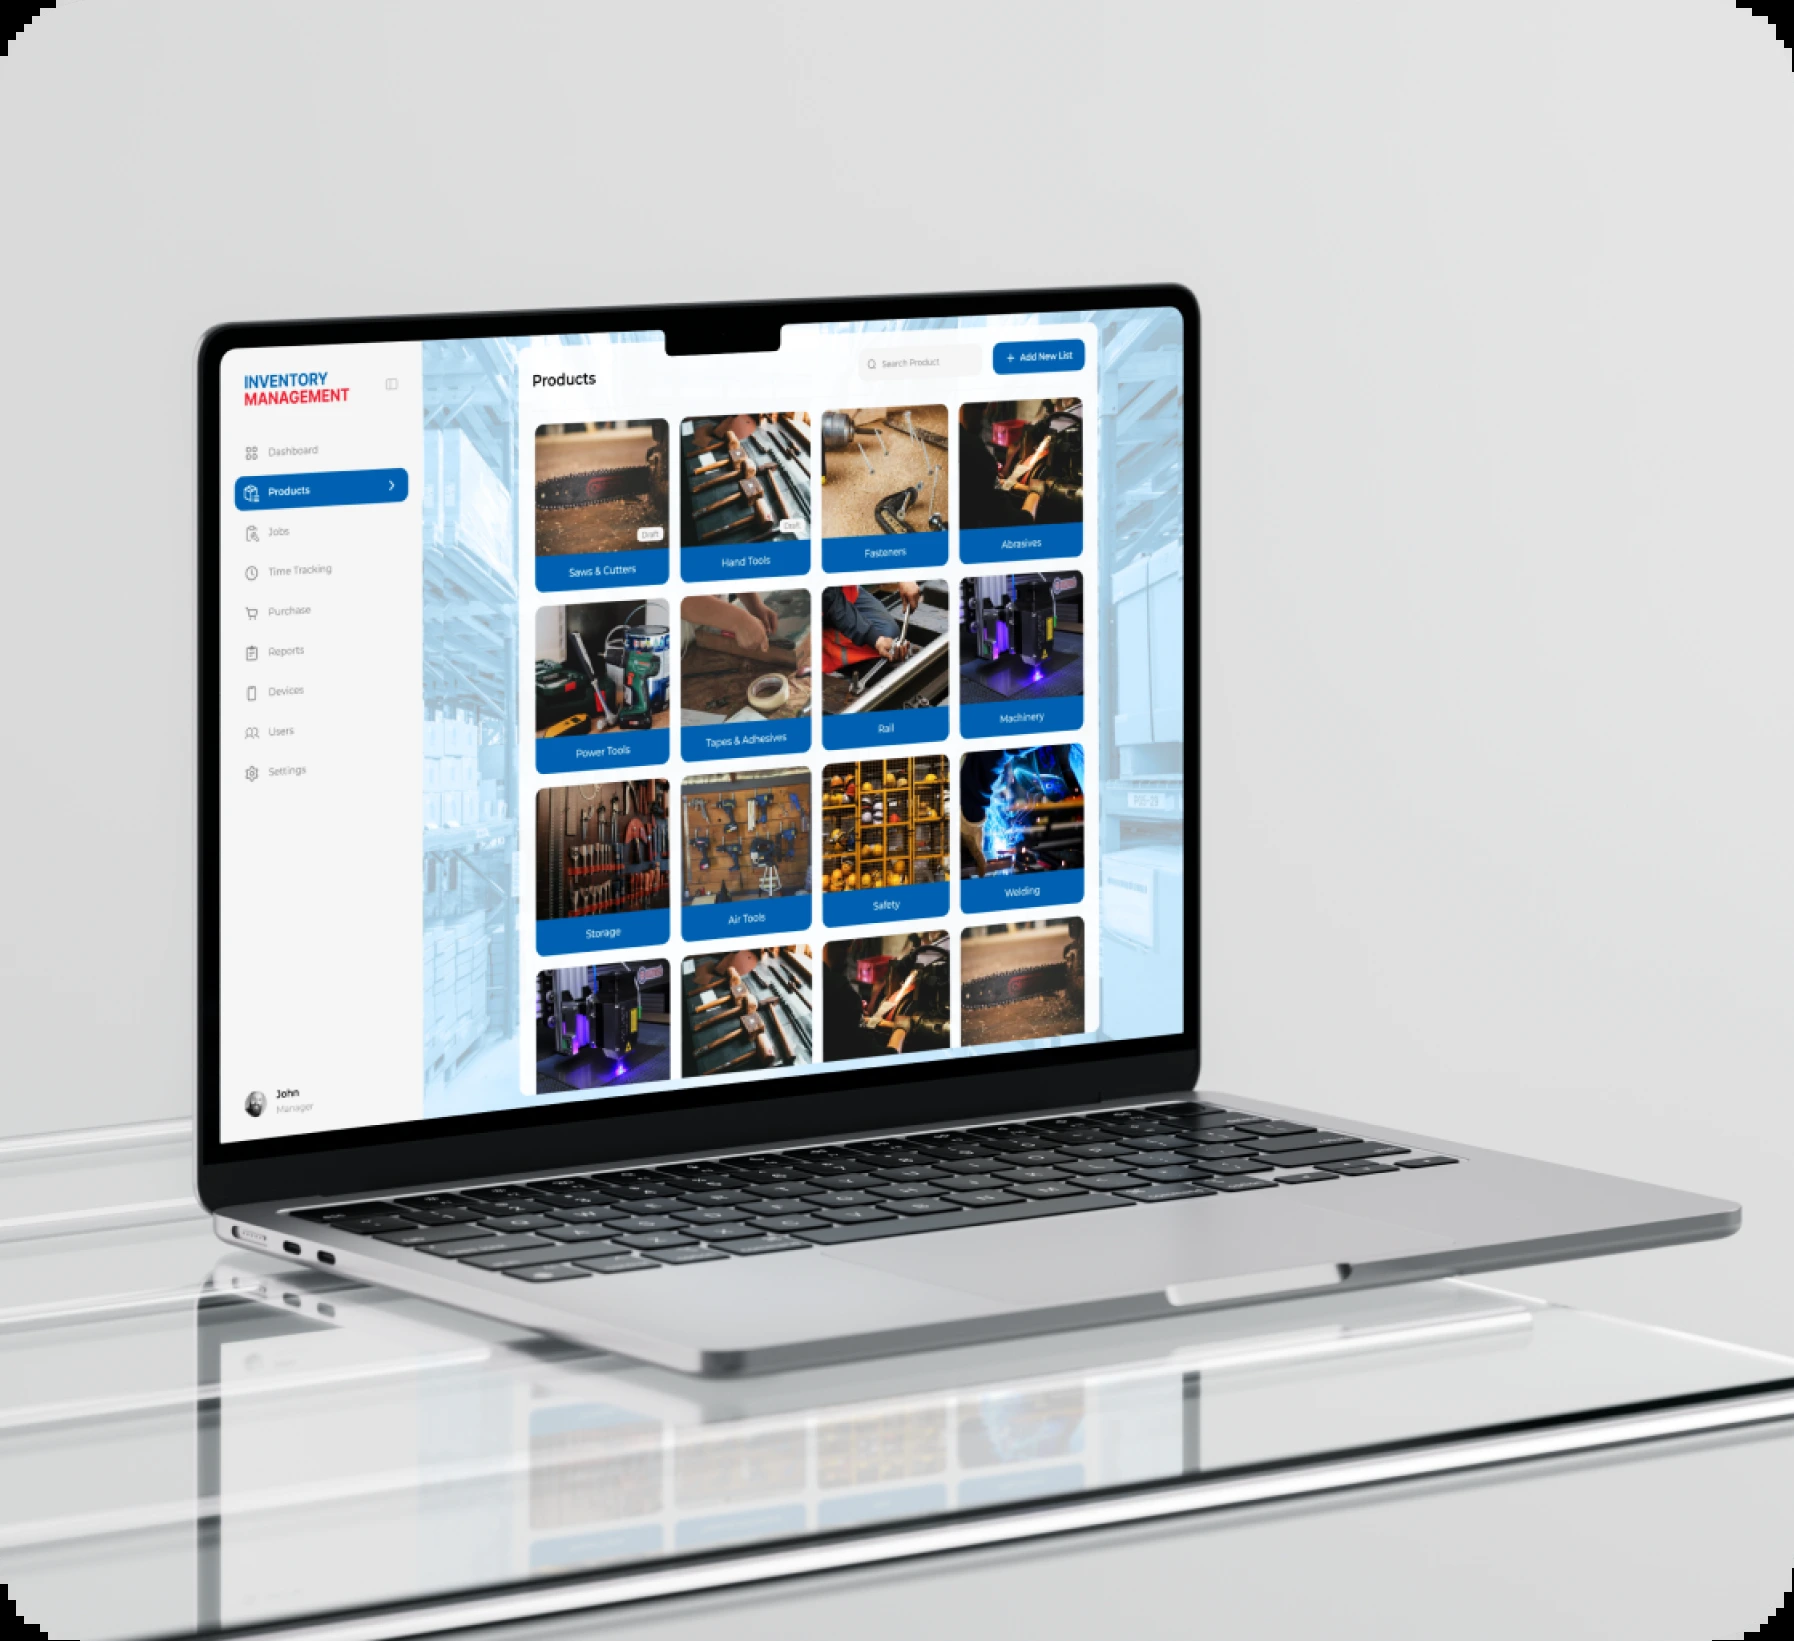 INVENTORY
MANAGEMENT
Dashboard
Products
Jobs
Time Tracking
Purchase
Reports
Devices
Users
Settings
John
Manager
Products
Search Product
+ Add New List
Draft
Draft
Saws & Cutters
Hand Tools
Fasteners
Abrasives
Power Tools
Tapes & Adhesives
Rail
Machinery
Storage
Air Tools
Safety
Welding